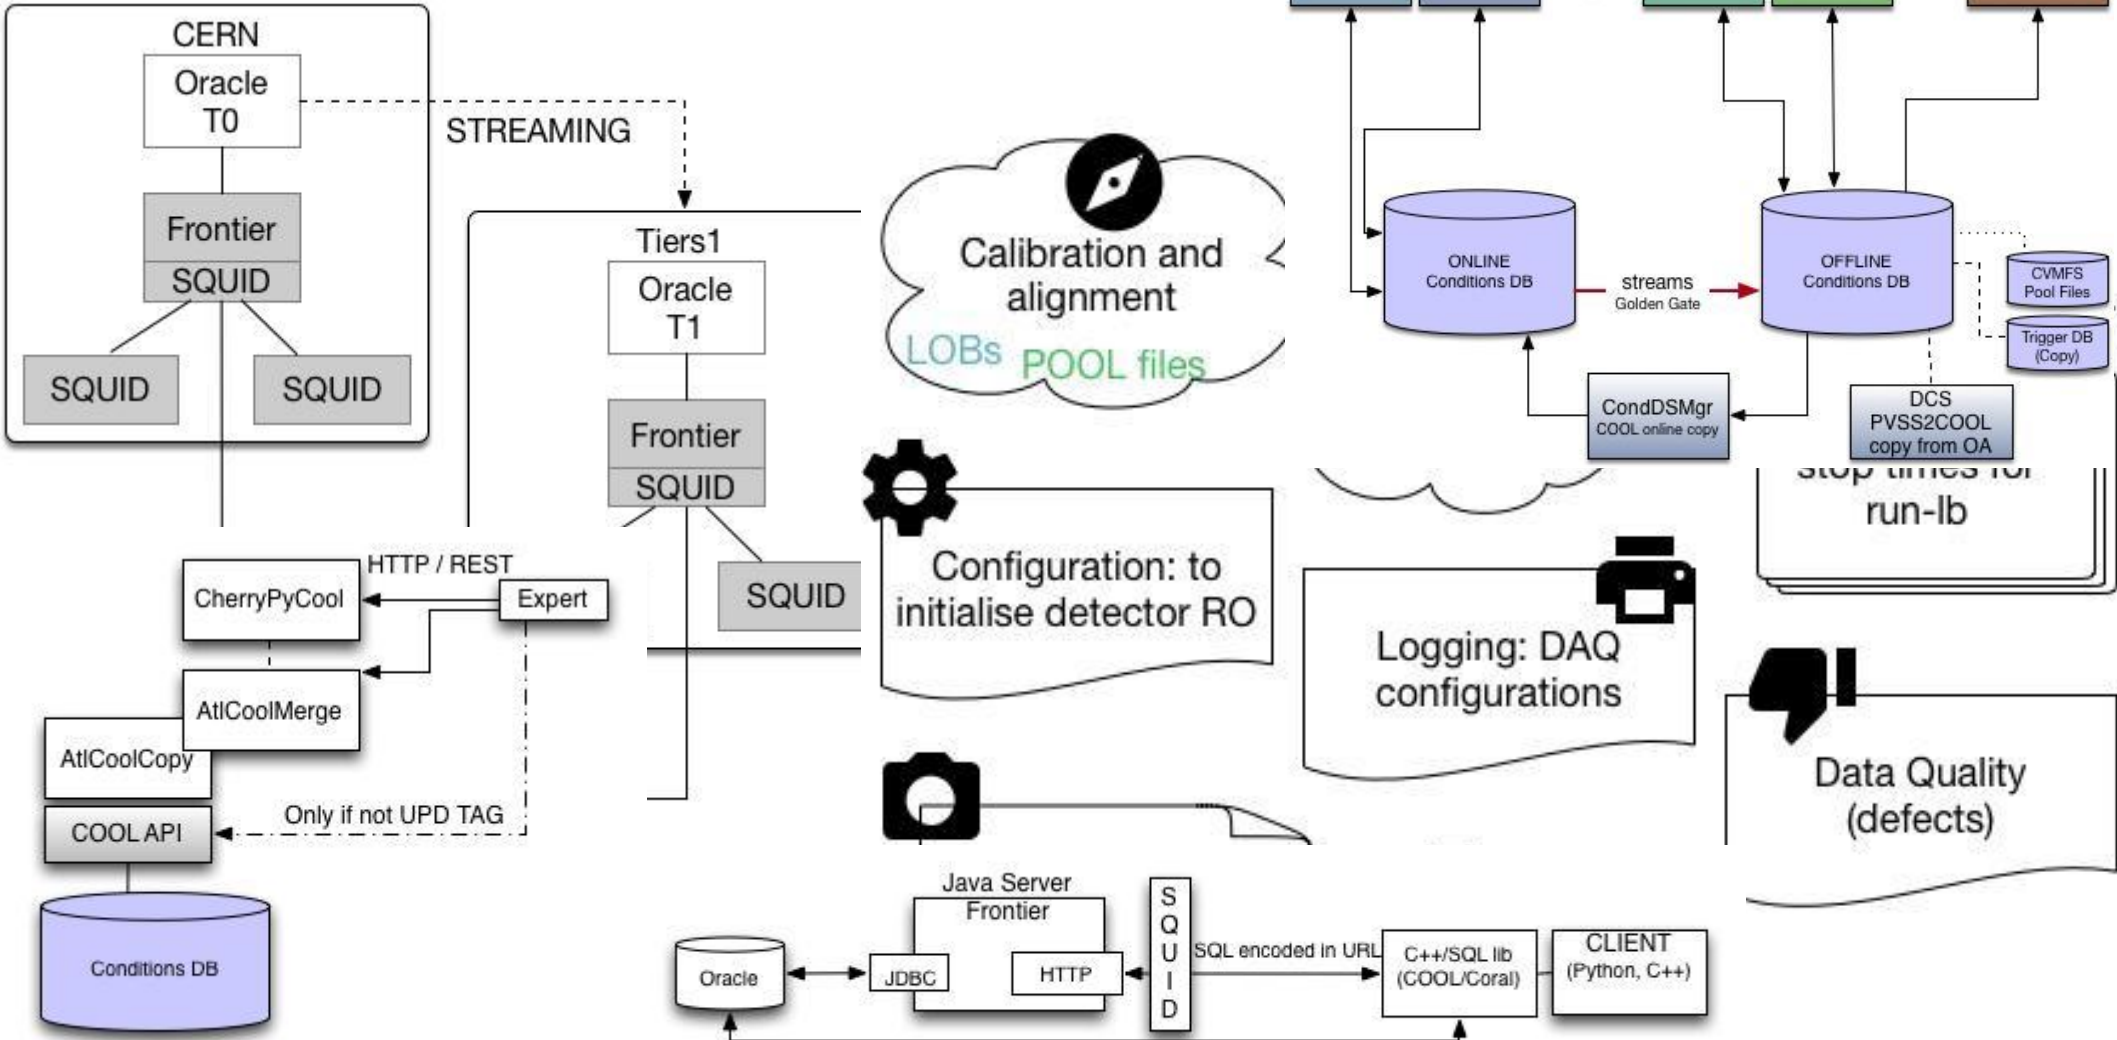 CERN
Oracle
T0
STREAMING
Frontier
SQUID
SQUID
SQUID
Tiers1
Oracle
T1
Frontier
SQUID
SQUID
Calibration and
alignment
LOBs
POOL files
ONLINE
Conditions DB
streams
Golden Gate
OFFLINE
Conditions DB
CVMFS
Pool Files
Trigger DB
(Copy)
CondDSMgr
COOL online copy
DCS
PVSS2COOL
copy from OA
stop times for
run-lb
Configuration: to
initialise detector RO
Logging: DAQ
configurations
Data Quality
(defects)
HTTP / REST
CherryPyCool
Expert
AtlCoolMerge
AtlCoolCopy
Only if not UPD TAG
COOL API
Conditions DB
Java Server
Frontier
Oracle
JDBC
HTTP
SQUID
SQL encoded in URL
C++/SQL lib
(COOL/Coral)
CLIENT
(Python, C++)